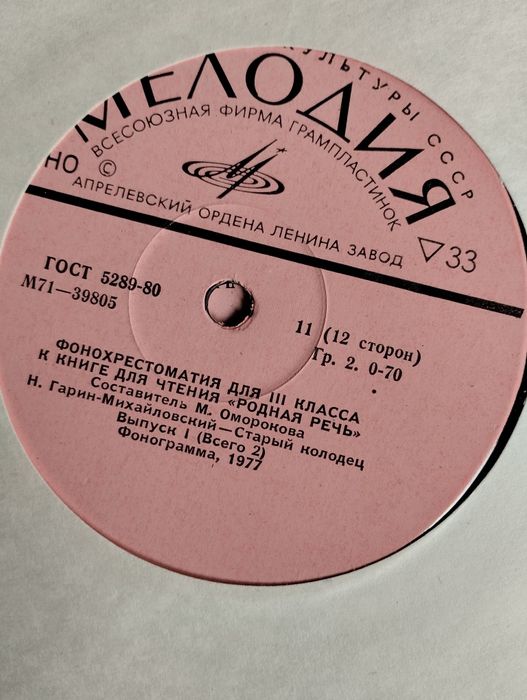 КУЛЬТУРЫ СССР
МЕЛОДИЯ
ВСЕСОЮЗНАЯ ФИРМА ГРАМПЛАСТИНОК
НО ©
АПРЕЛЕВСКИЙ ОРДЕНА ЛЕНИНА ЗАВОД
▽33
ГОСТ 5289-80
М71—39805
11 (12 сторон)
Гр. 2. 0-70
ФОНОХРЕСТОМАТИЯ ДЛЯ III КЛАССА
К КНИГЕ ДЛЯ ЧТЕНИЯ «РОДНАЯ РЕЧЬ»
Составитель М. Оморокова
Н. Гарин-Михайловский—Старый колодец
Выпуск I (Всего 2)
Фонограмма, 1977